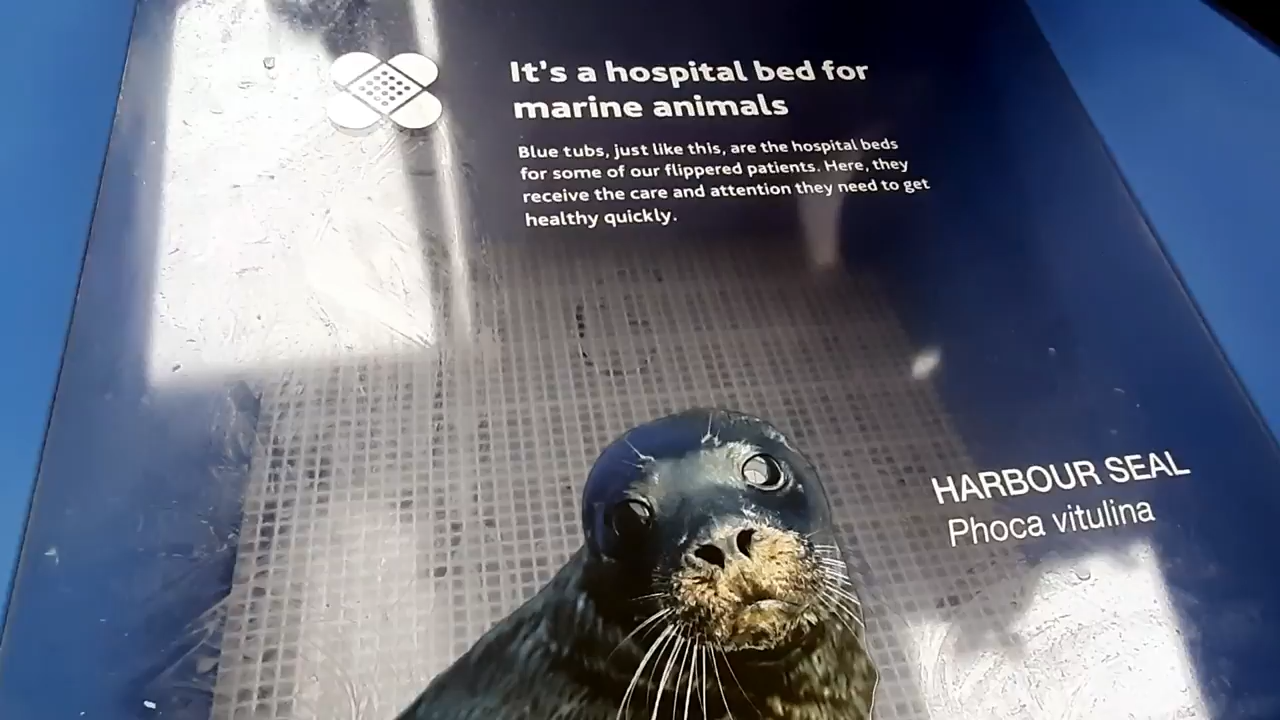 It's a hospital bed for
marine animals
Blue tubs, just like this, are the hospital beds
for some of our flippered patients. Here, they
receive the care and attention they need to get
healthy quickly.
HARBOUR SEAL
Phoca vitulina